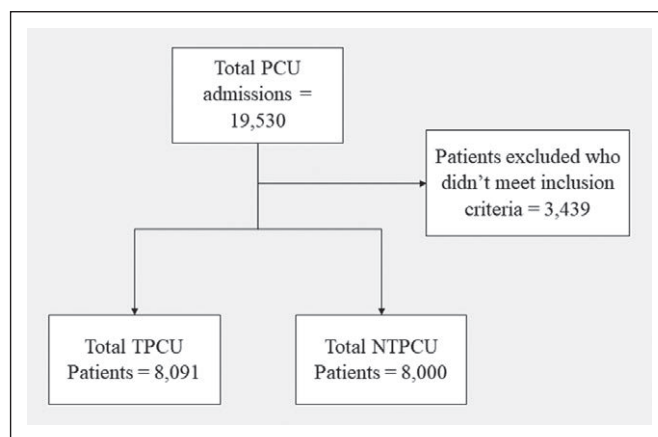 Total PCU
admissions =
19,530
Patients excluded who
didn’t meet inclusion
criteria = 3,439
Total TPCU
Patients = 8,091
Total NTPCU
Patients = 8,000